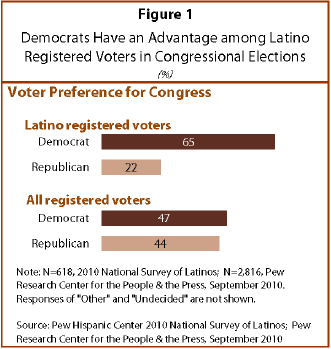 Figure 1
Democrats Have an Advantage among Latino
Registered Voters in Congressional Elections
(%)
Voter Preference for Congress
Latino registered voters
Democrat 65
Republican 22
All registered voters
Democrat 47
Republican 44
Note: N=618, 2010 National Survey of Latinos; N=2,816, Pew
Research Center for the People & the Press, September 2010.
Responses of "Other" and "Undecided" are not shown.
Source: Pew Hispanic Center 2010 National Survey of Latinos; Pew
Research Center for the People & the Press, September 2010